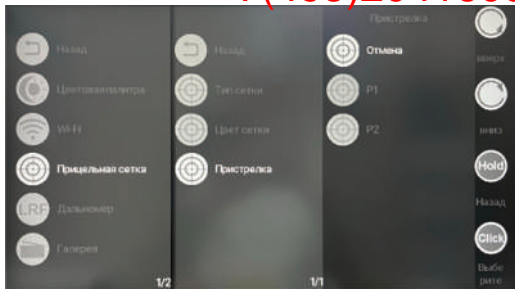 Назад
Цветовая палитра
Wi-Fi
Прицельная сетка
LRF
Дальномер
Галерея
1/2
Назад
Тип сетки
Цвет сетки
Пристрелка
1/1
Пристрелка
Отмена
P1
P2
вверх
вниз
Hold
Назад
Click
Выбе
рите